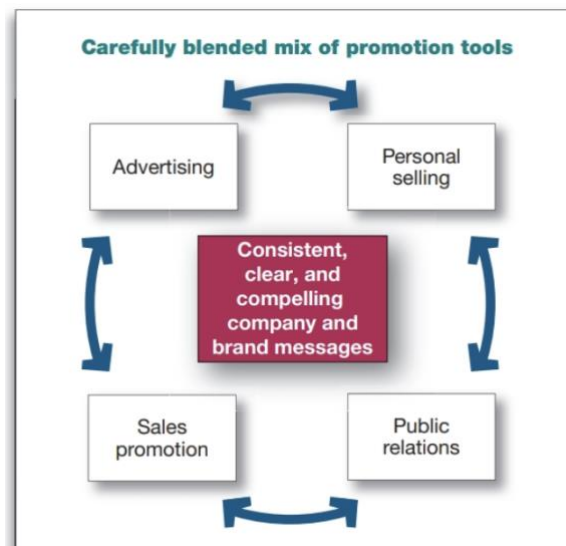 Carefully blended mix of promotion tools
Advertising
Personal
selling
Consistent,
clear, and
compelling
company and
brand messages
Sales
promotion
Public
relations